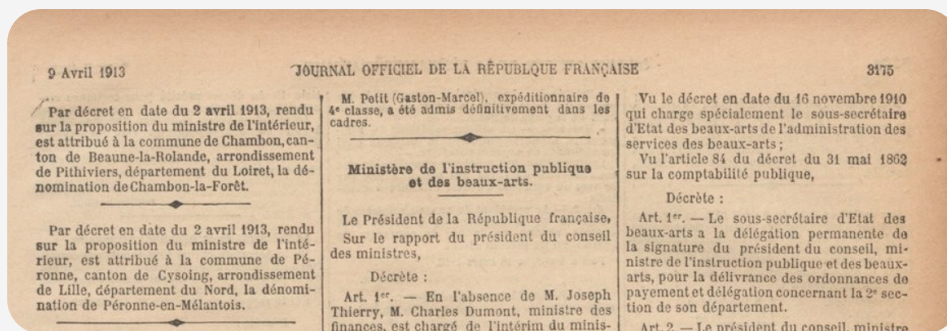 9 Avril 1913
JOURNAL OFFICIEL DE LA RÉPUBLQUE FRANÇAISE
3175
Par décret en date du 2 avril 1913, rendu
sur la proposition du ministre de l'intérieur,
est attribué à la commune de Chambon, can-
ton de Beaune-la-Rolande, arrondissement
de Pithiviers, département du Loiret, la dé-
nomination de Chambon-la-Forêt.
Par décret en date du 2 avril 1913, rendu
sur la proposition du ministre de l'inté-
rieur, est attribué à la commune de Pé-
ronne, canton de Cysoing, arrondissement
de Lille, département du Nord, la dénomi-
nation de Péronne-en-Mélantois.
M. Petit (Gaston-Marcel), expéditionnaire de
4e classe, a été admis définitivement dans les
cadres.
Ministère de l'instruction publique
et des beaux-arts.
Le Président de la République française,
Sur le rapport du président du conseil
des ministres,
Décrète :
Art. 1er. — En l'absence de M. Joseph
Thierry, M. Charles Dumont, ministre des
finances, est chargé de l'intérim du minis-
Vu le décret en date du 16 novembre 1910
qui charge spécialement le sous-secrétaire
d'Etat des beaux-arts de l'administration des
services des beaux-arts ;
Vu l'article 84 du décret du 31 mai 1862
sur la comptabilité publique,
Décrète :
Art. 1er. — Le sous-secrétaire d'Etat des
beaux-arts a la délégation permanente de
la signature du président du conseil, mi-
nistre de l'instruction publique et des beaux-
arts, pour la délivrance des ordonnances de
payement et délégation concernant la 2e sec-
tion de son département.
Art. 2. — Le président du conseil, ministre